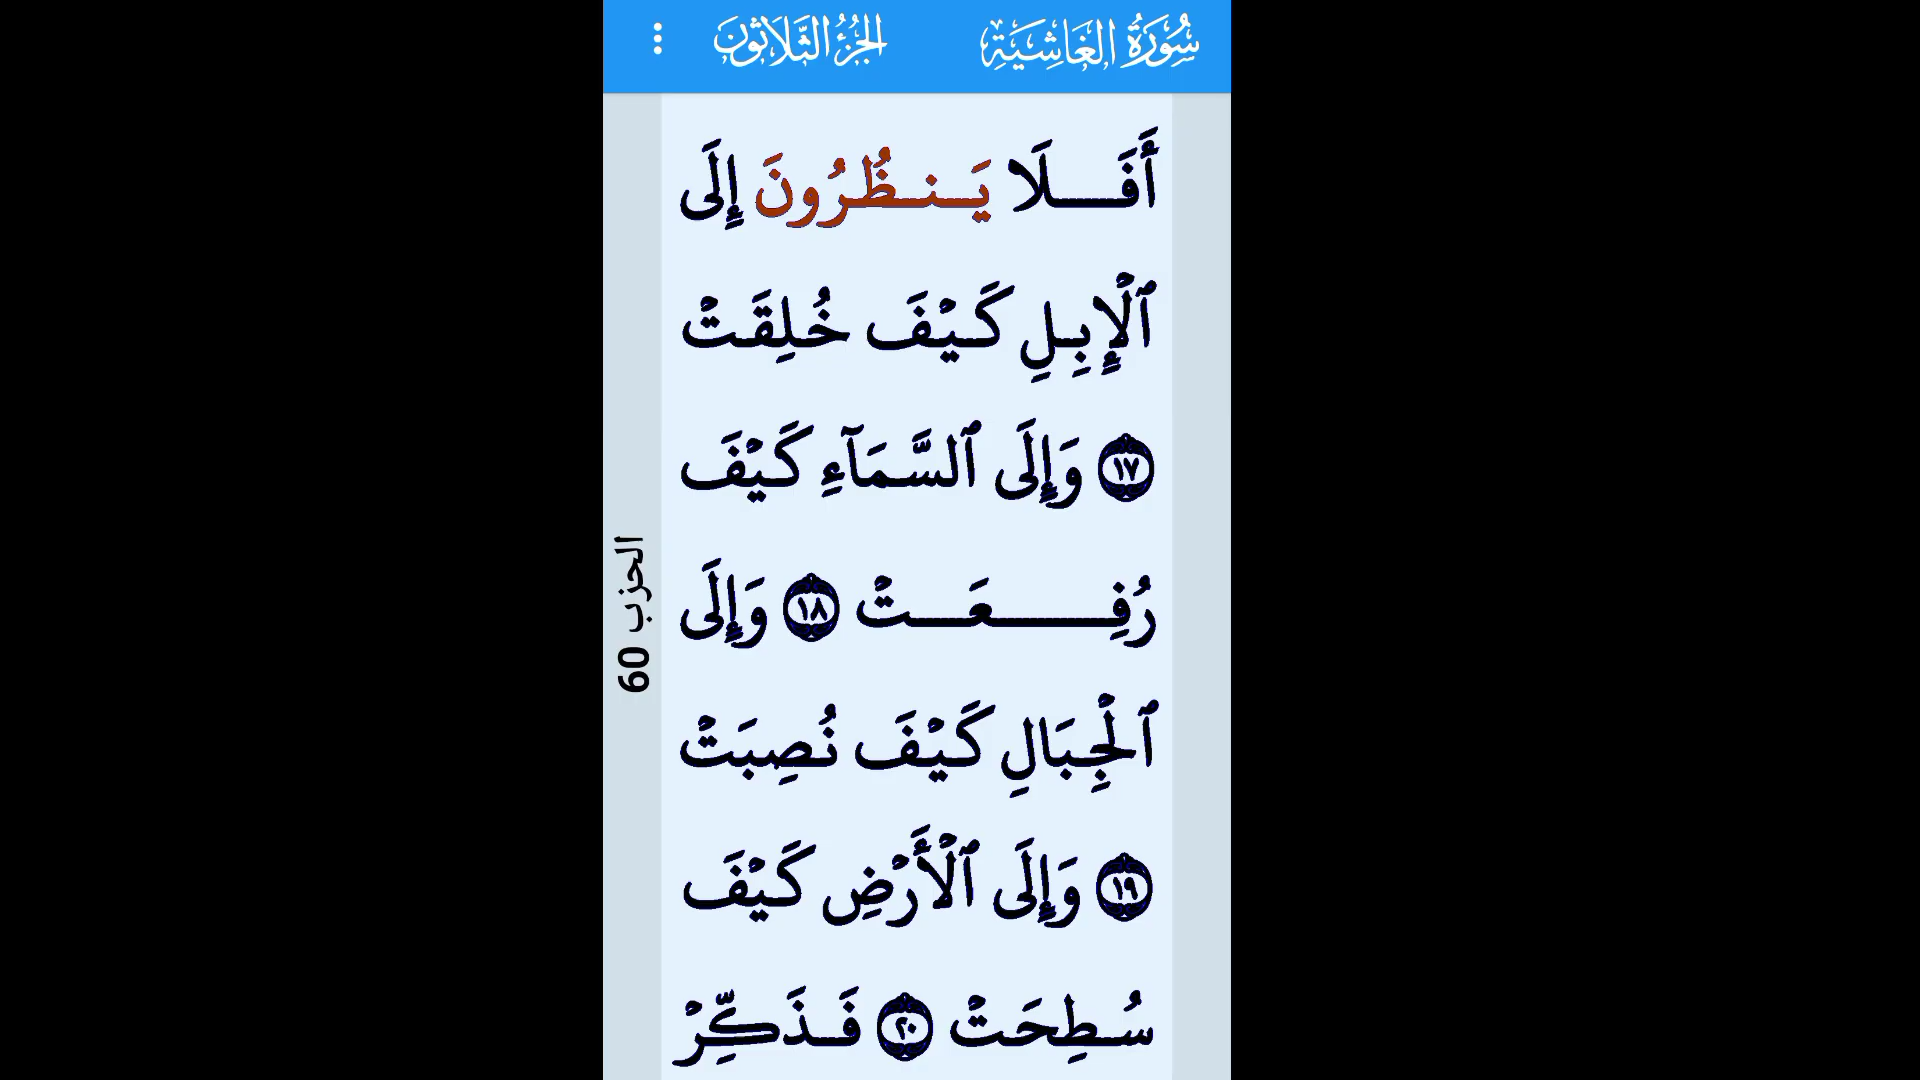 سُورَةُ الغَاشِيَةِ الجُزْءُ الثَّلَاثُونَ
أَفَلَا يَنظُرُونَ إِلَى
ٱلْإِبِلِ كَيْفَ خُلِقَتْ
١٧ وَإِلَى ٱلسَّمَآءِ كَيْفَ
رُفِعَتْ ١٨ وَإِلَى
ٱلْجِبَالِ كَيْفَ نُصِبَتْ
١٩ وَإِلَى ٱلْأَرْضِ كَيْفَ
سُطِحَتْ ٢٠ فَذَكِّرْ
الحزب 60